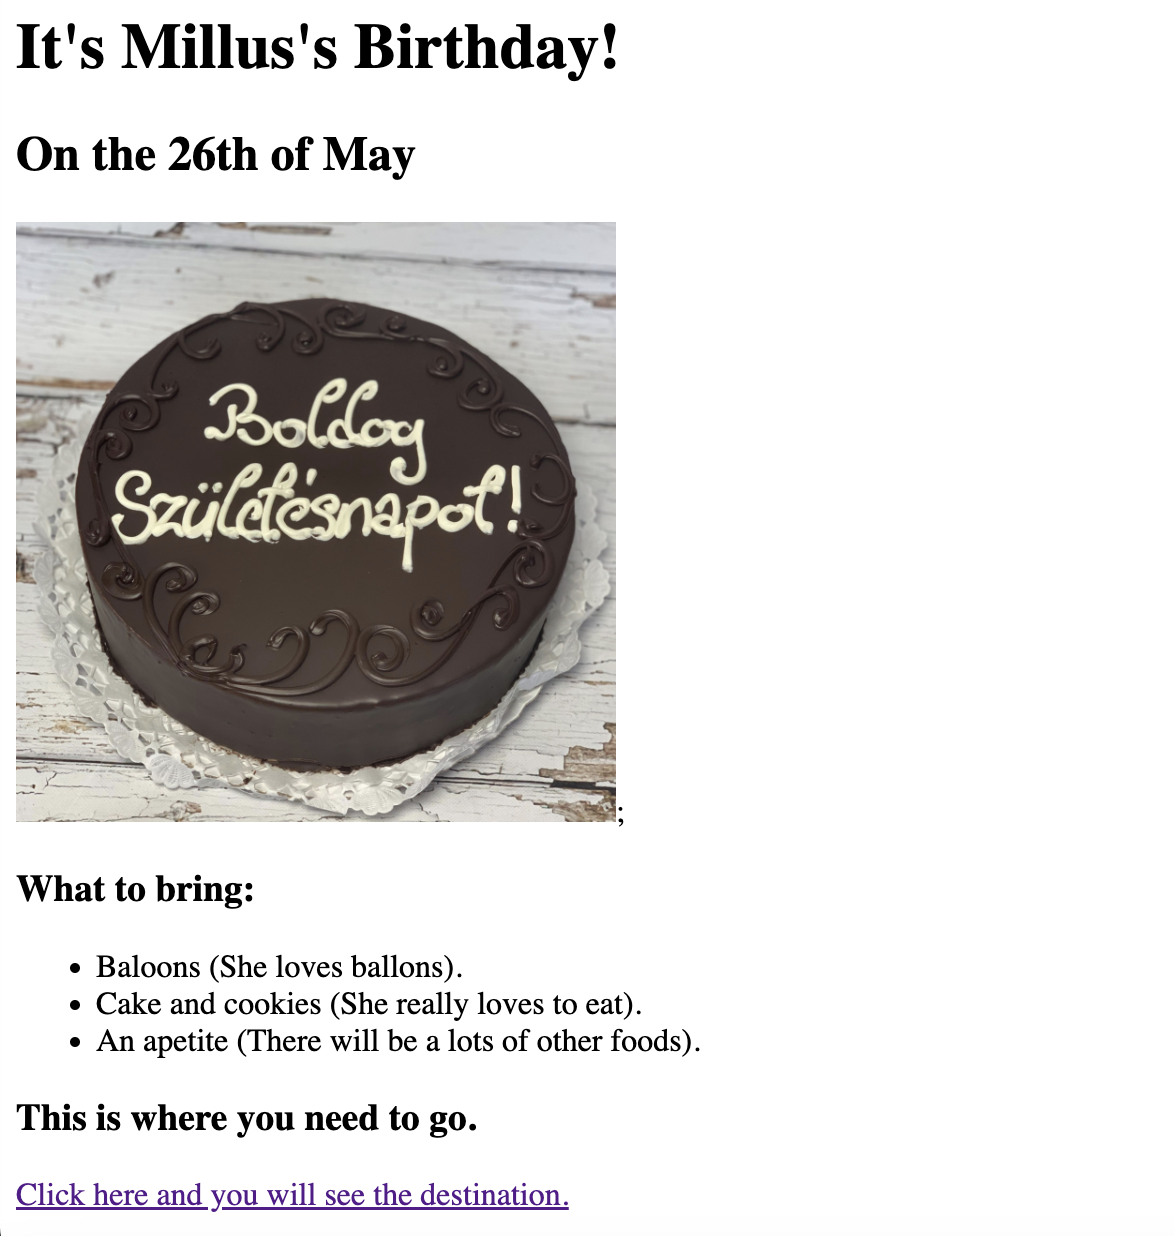 It's Millus's Birthday!
On the 26th of May
Boldog
Születésnapot!
;
What to bring:
• Baloons (She loves ballons).
• Cake and cookies (She really loves to eat).
• An apetite (There will be a lots of other foods).
This is where you need to go.
Click here and you will see the destination.